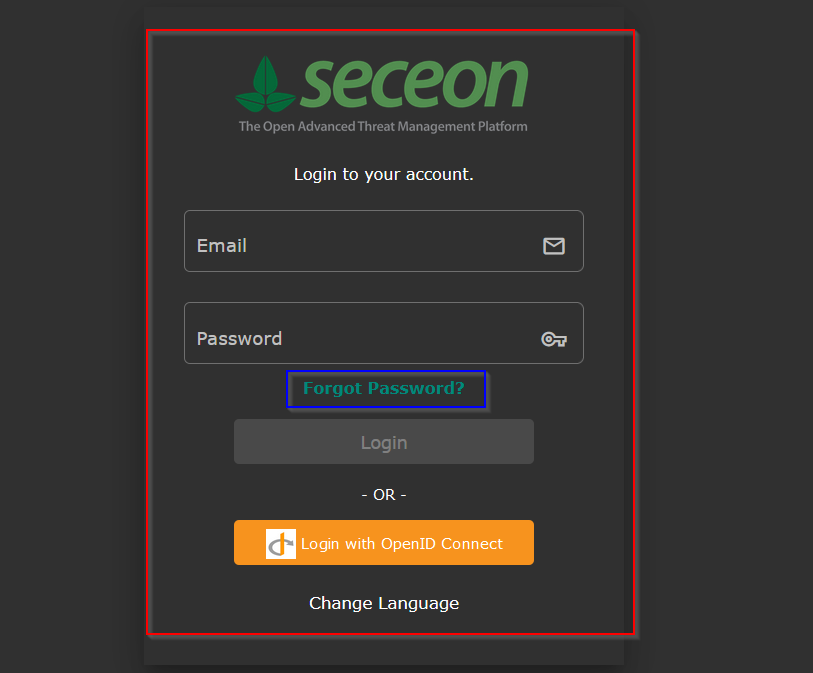 seceon
The Open Advanced Threat Management Platform
Login to your account.
Email
Password
Forgot Password?
Login
- OR -
Login with OpenID Connect
Change Language